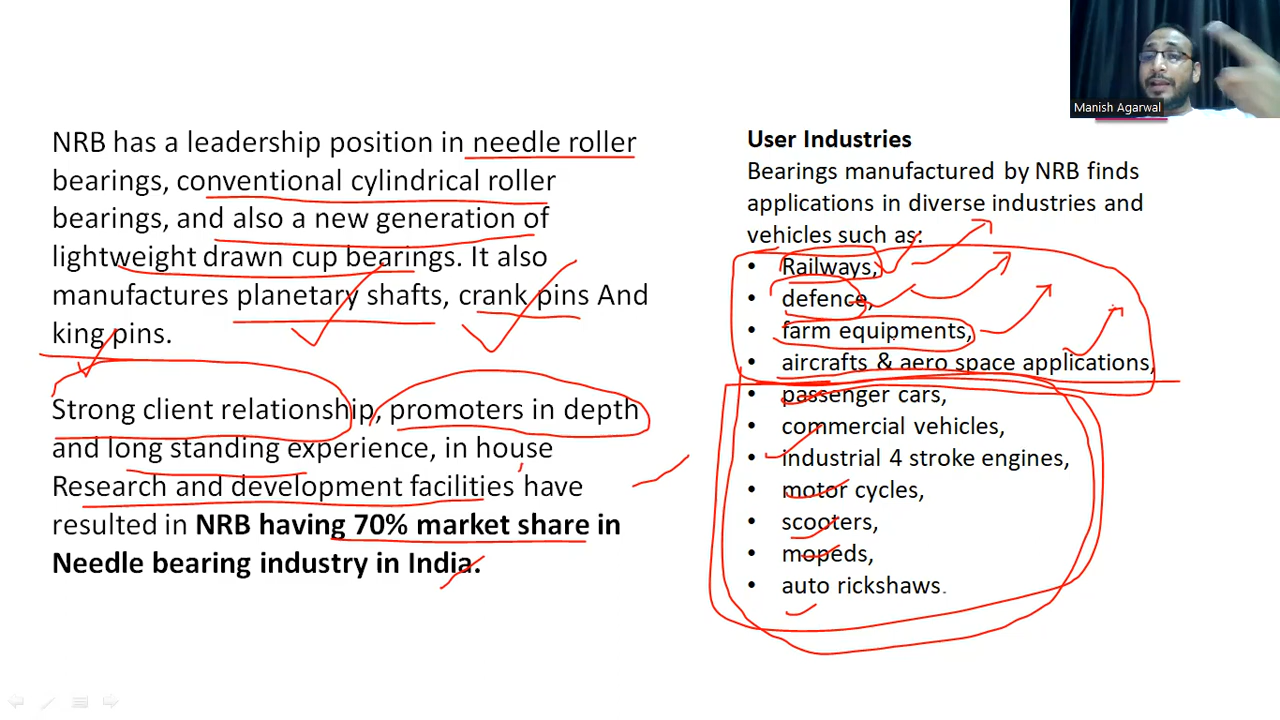 Manish Agarwal
NRB has a leadership position in needle roller
bearings, conventional cylindrical roller
bearings, and also a new generation of
lightweight drawn cup bearings. It also
manufactures planetary shafts, crank pins And
king pins.
Strong client relationship, promoters in depth
and long standing experience, in house
Research and development facilities have
resulted in NRB having 70% market share in
Needle bearing industry in India.
User Industries
Bearings manufactured by NRB finds
applications in diverse industries and
vehicles such as:
• Railways,
• defence,
• farm equipments,
• aircrafts & aero space applications,
• passenger cars,
• commercial vehicles,
• industrial 4 stroke engines,
• motor cycles,
• scooters,
• mopeds,
• auto rickshaws.